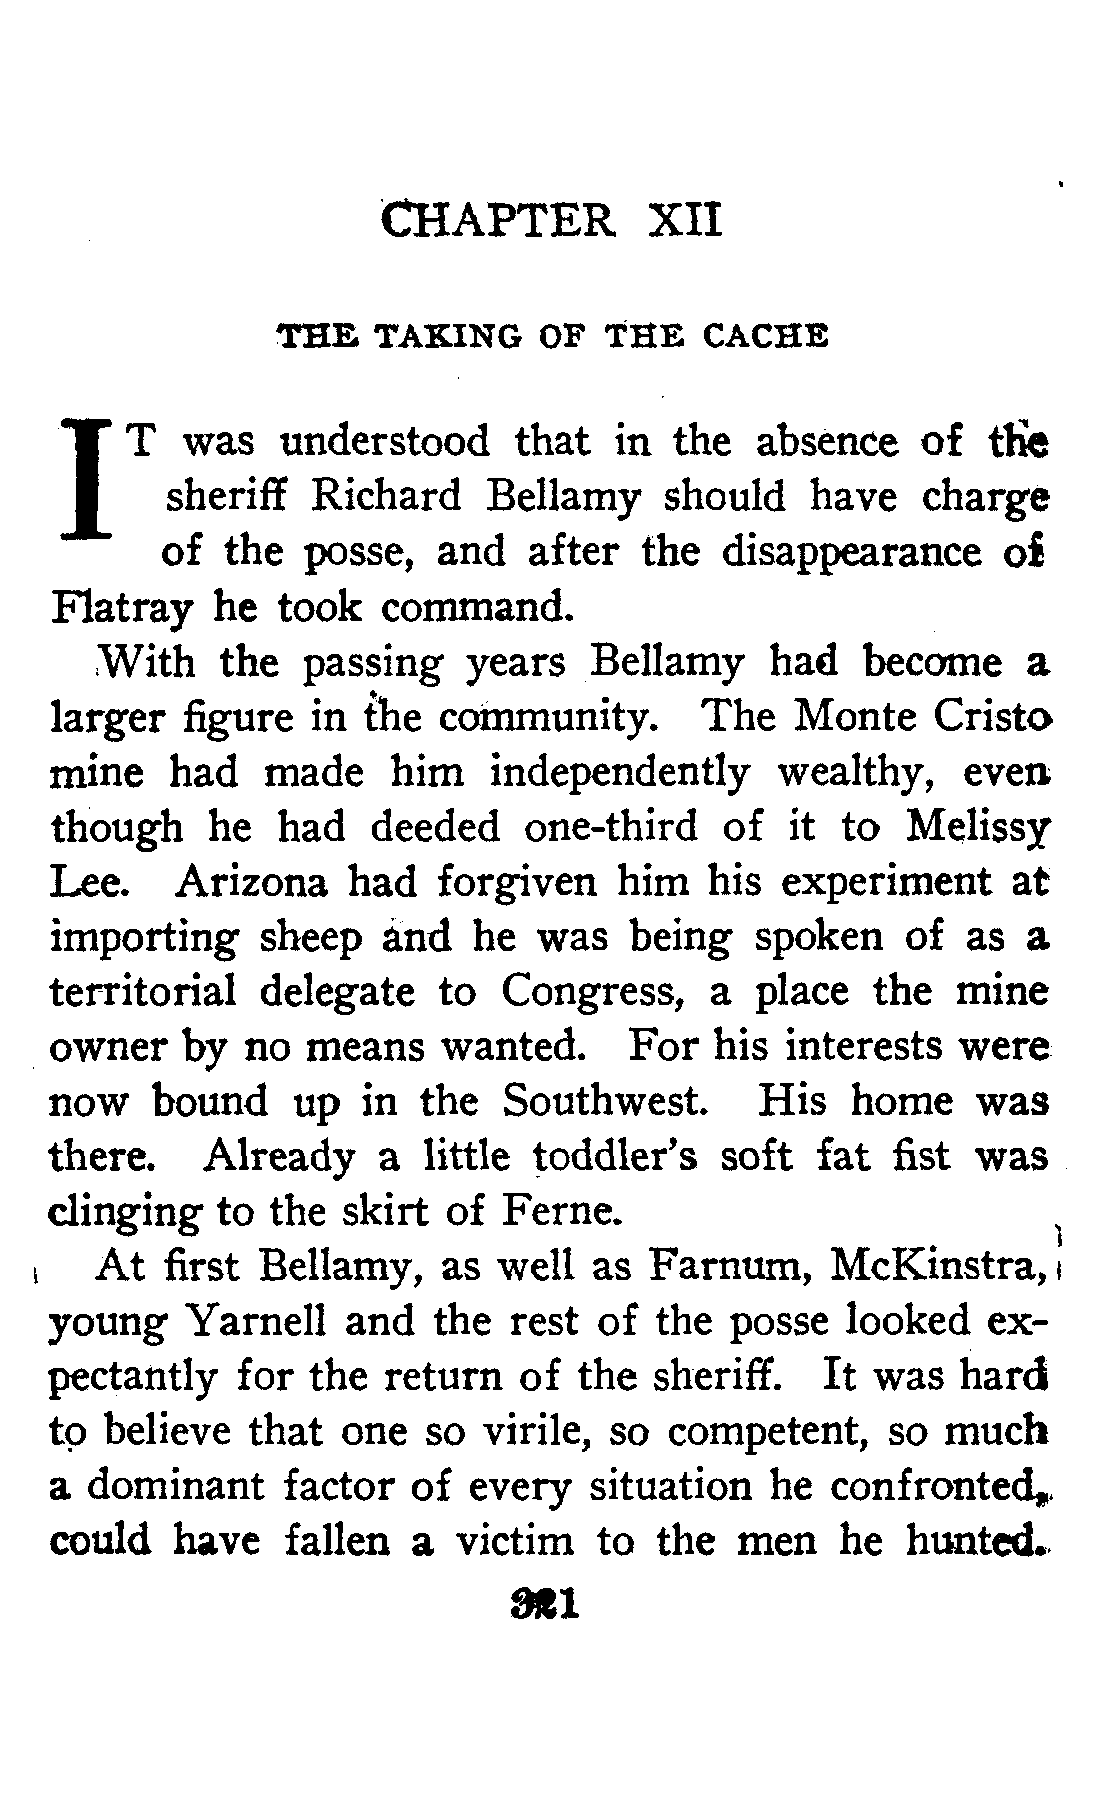 CHAPTER XII
THE TAKING OF THE CACHE
IT was understood that in the absence of the
sheriff Richard Bellamy should have charge
of the posse, and after the disappearance of
Flatray he took command.
With the passing years Bellamy had become a
larger figure in the community. The Monte Cristo
mine had made him independently wealthy, even
though he had deeded one-third of it to Melissy
Lee. Arizona had forgiven him his experiment at
importing sheep and he was being spoken of as a
territorial delegate to Congress, a place the mine
owner by no means wanted. For his interests were
now bound up in the Southwest. His home was
there. Already a little toddler's soft fat fist was
clinging to the skirt of Ferne.
At first Bellamy, as well as Farnum, McKinstra,
young Yarnell and the rest of the posse looked ex-
pectantly for the return of the sheriff. It was hard
to believe that one so virile, so competent, so much
a dominant factor of every situation he confronted,
could have fallen a victim to the men he hunted.
321